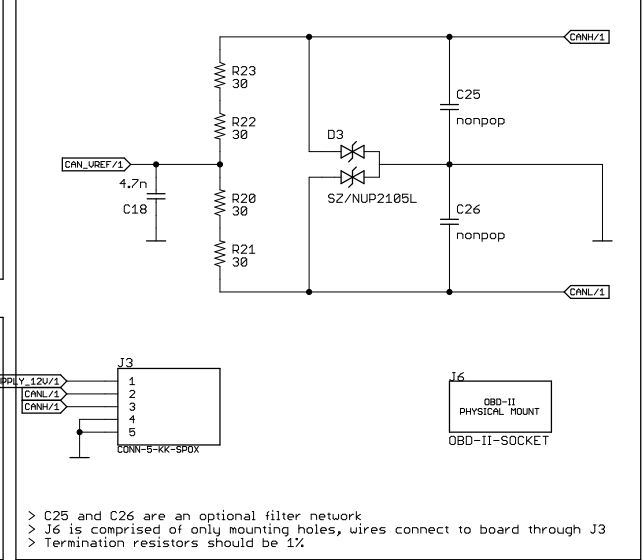 CANH/1
R23
30
C25
nonpop
R22
30
D3
CAN_VREF/1
4.7n
C18
R20
30
SZ/NUP2105L
C26
nonpop
R21
30
CANL/1
J3
PPLY_12V/1
CANL/1
CANH/1
1
2
3
4
5
CONN-5-KK-SPOX
J6
OBD-II
PHYSICAL MOUNT
OBD-II-SOCKET
> C25 and C26 are an optional filter network
> J6 is comprised of only mounting holes, wires connect to board through J3
> Termination resistors should be 1%